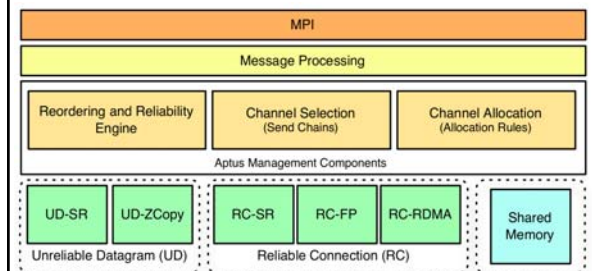 MPI
Message Processing
Reordering and Reliability
Engine
Channel Selection
(Send Chains)
Channel Allocation
(Allocation Rules)
Aptus Management Components
UD-SR
UD-ZCopy
RC-SR
RC-FP
RC-RDMA
Shared
Memory
Unreliable Datagram (UD)
Reliable Connection (RC)